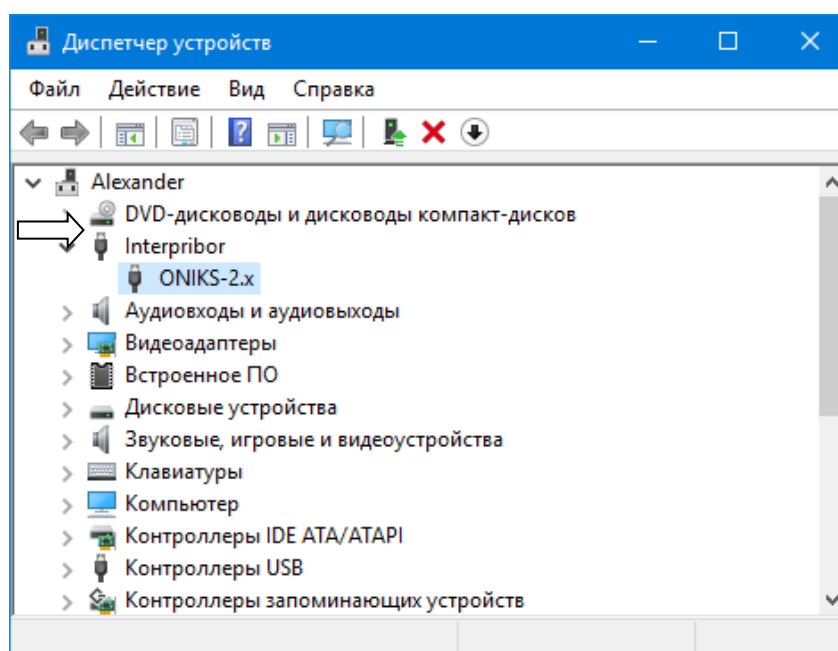 Диспетчер устройств
Файл Действие Вид Справка
Alexander
DVD-дисководы и дисководы компакт-дисков
Interpribor
ONIKS-2.x
Аудиовходы и аудиовыходы
Видеоадаптеры
Встроенное ПО
Дисковые устройства
Звуковые, игровые и видеоустройства
Клавиатуры
Компьютер
Контроллеры IDE ATA/ATAPI
Контроллеры USB
Контроллеры запоминающих устройств